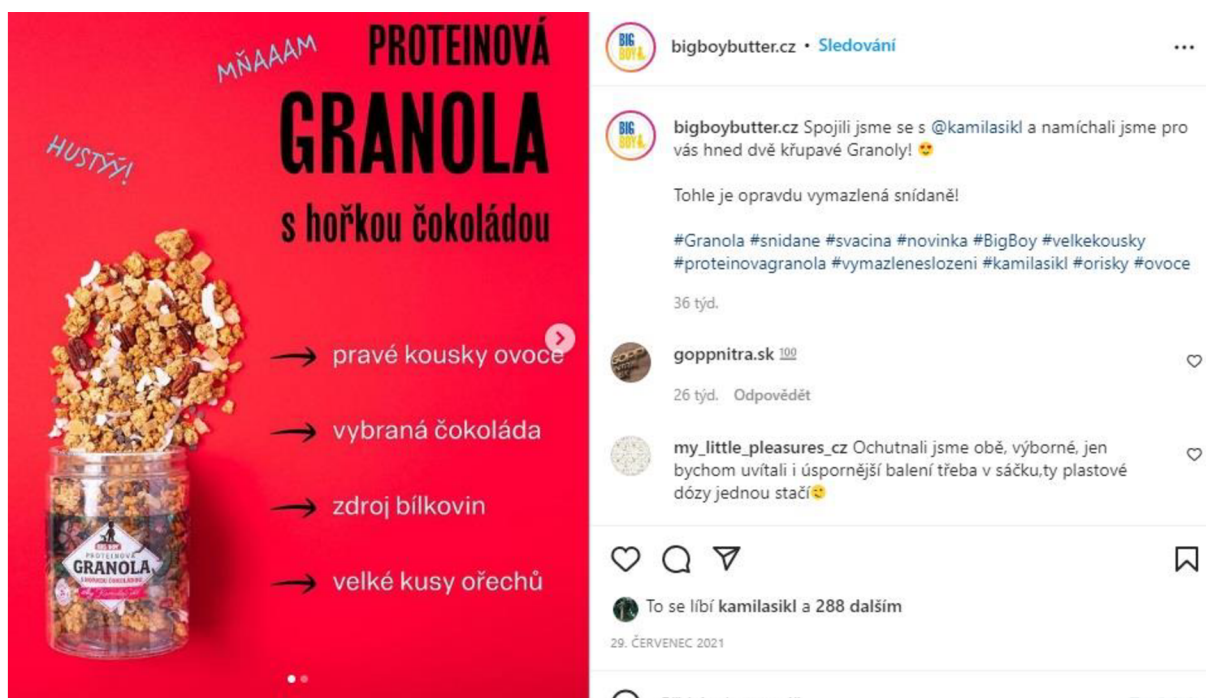 MŇAAAM
HUSTÝÝ!
PROTEINOVÁ
GRANOLA
s hořkou čokoládou
pravé kousky ovoce
vybraná čokoláda
zdroj bílkovin
velké kusy ořechů
BIG BOY
PROTEINOVÁ
GRANOLA
S HOŘKOU ČOKOLÁDOU
BIG
BOY
bigboybutter.cz • Sledování
BIG
BOY
bigboybutter.cz Spojili jsme se s @kamilasikl a namíchali jsme pro
vás hned dvě křupavé Granoly! 😍
Tohle je opravdu vymazlená snídaně!
#Granola #snidane #svacina #novinka #BigBoy #velkekousky
#proteinovagranola #vymazleneslozeni #kamilasikl #orisky #ovoce
36 týd.
goppnitra.sk 💯
26 týd. Odpovědět
my_little_pleasures_cz Ochutnali jsme obě, výborné, jen
bychom uvítali i úspornější balení třeba v sáčku,ty plastové
dózy jednou stačí😉
To se líbí kamilasikl a 288 dalším
29. ČERVENEC 2021